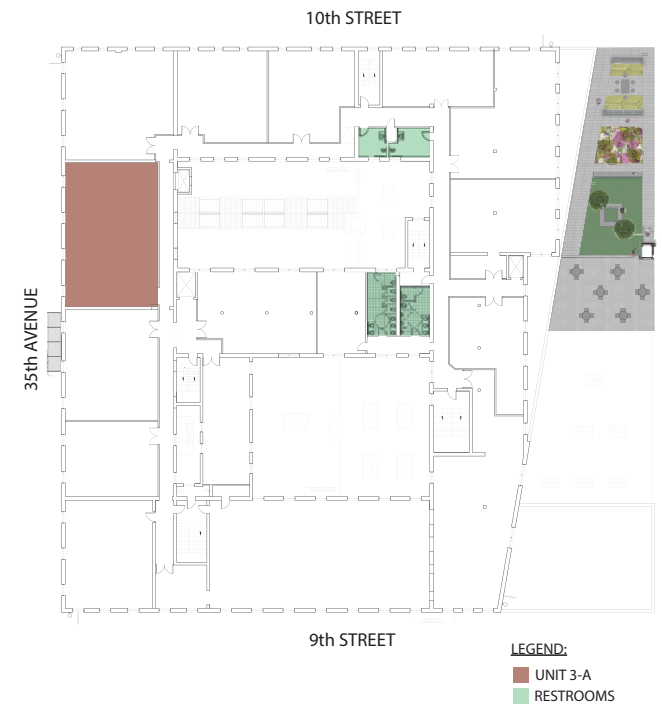 10th STREET
35th AVENUE
9th STREET
LEGEND:
UNIT 3-A
RESTROOMS